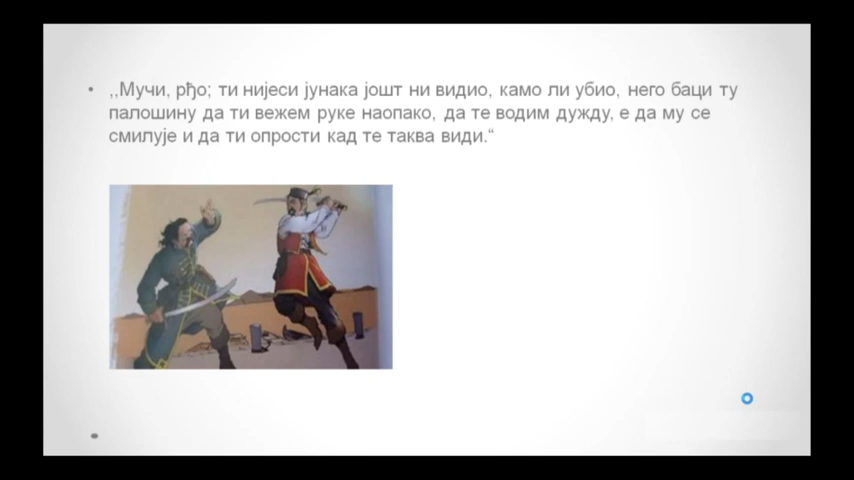 ,,Мучи, рђо; ти нијеси јунака јошт ни видио, камо ли убио, него баци ту
палошину да ти вежем руке наопако, да те водим дужду, е да му се
смилује и да ти опрости кад те таква види.“